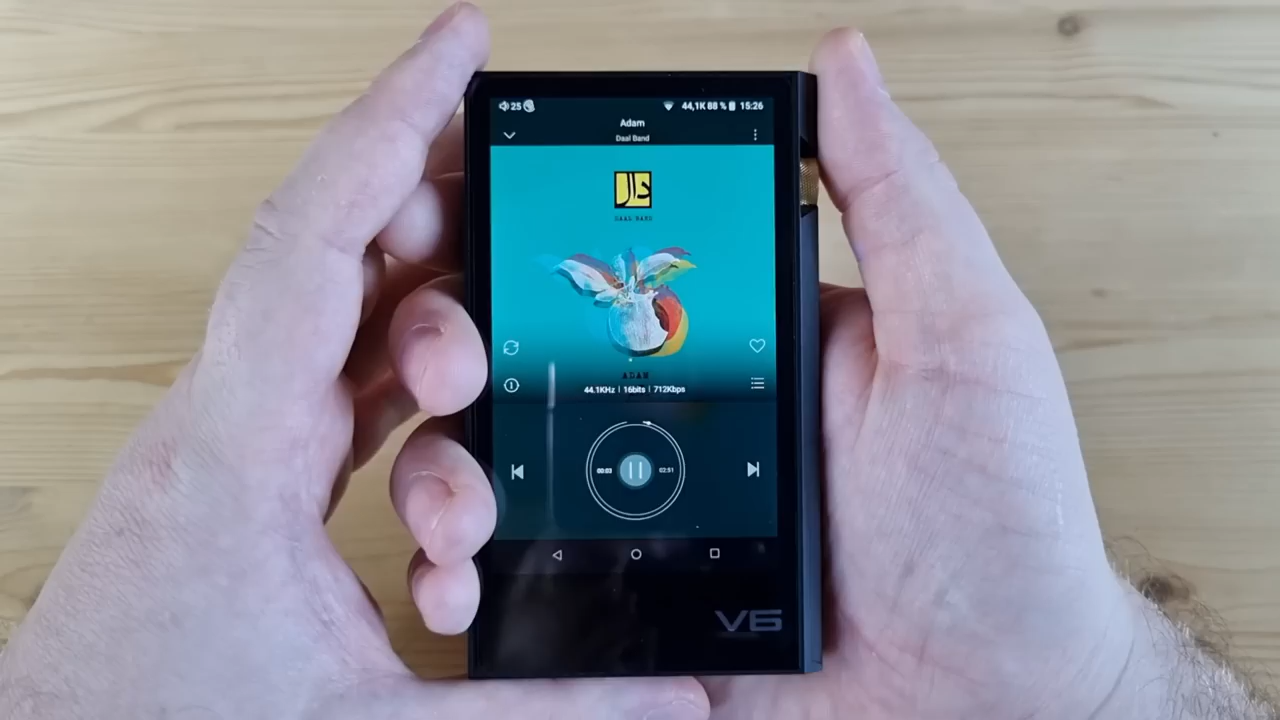 25
44,1K 88 % 15:26
Adam
Daal Band
دال
DAAL BAND
ADAM
44.1KHz | 16bits | 712Kbps
00:03
02:51
V6